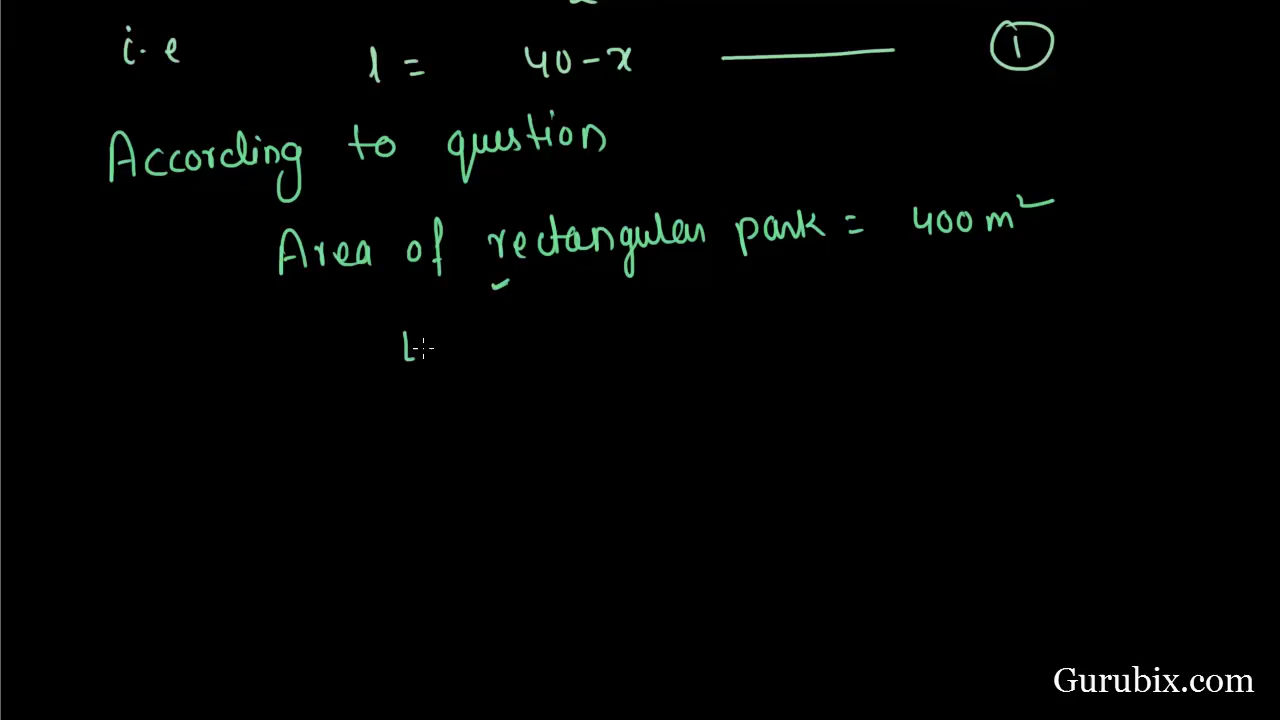 i.e l = 40 - x ——— ①
According to question
Area of rectangular park = 400 m²
L
Gurubix.com